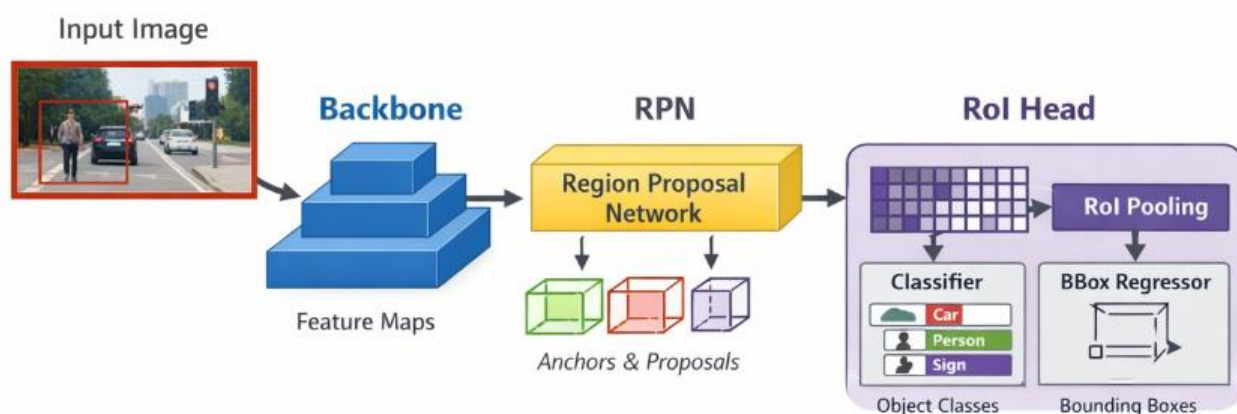 Input Image
Backbone
RPN
RoI Head
Region Proposal
Network
RoI Pooling
Classifier
Car
Person
Sign
BBox Regressor
Feature Maps
Anchors & Proposals
Object Classes
Bounding Boxes